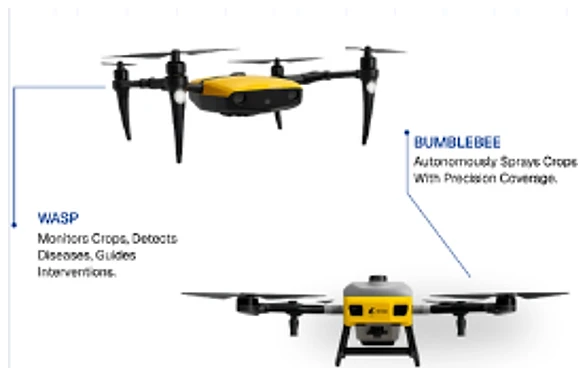 BUMBLEBEE
Autonomously Sprays Crops
With Precision Coverage.
WASP
Monitors Crops, Detects
Diseases, Guides
Interventions.